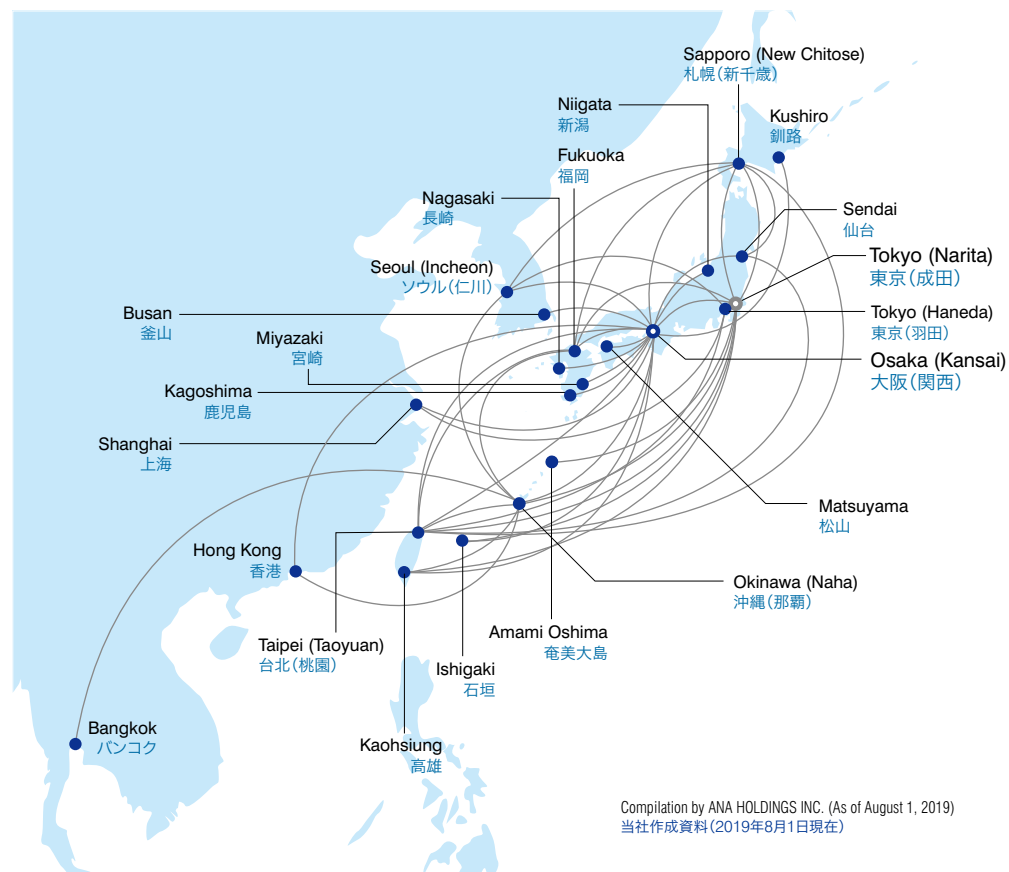 Sapporo (New Chitose)
札幌（新千歳）
Niigata
新潟
Kushiro
釧路
Fukuoka
福岡
Nagasaki
長崎
Sendai
仙台
Tokyo (Narita)
東京（成田）
Seoul (Incheon)
ソウル（仁川）
Busan
釜山
Tokyo (Haneda)
東京（羽田）
Miyazaki
宮崎
Osaka (Kansai)
大阪（関西）
Kagoshima
鹿児島
Shanghai
上海
Matsuyama
松山
Hong Kong
香港
Okinawa (Naha)
沖縄（那覇）
Amami Oshima
奄美大島
Taipei (Taoyuan)
台北（桃園）
Ishigaki
石垣
Bangkok
バンコク
Kaohsiung
高雄
Compilation by ANA HOLDINGS INC. (As of August 1, 2019)
当社作成資料（2019年8月1日現在）